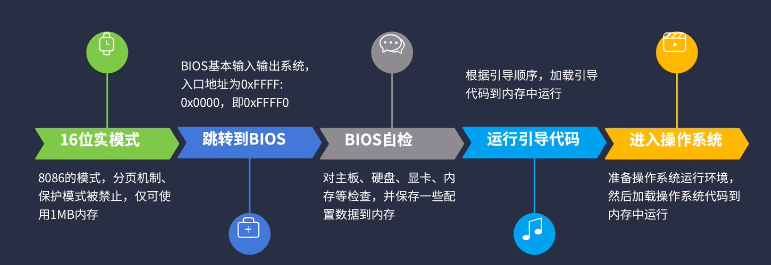 BIOS基本输入输出系统，
入口地址为0xFFFF:
0x0000，即0xFFFF0
根据引导顺序，加载引导
代码到内存中运行
16位实模式
跳转到BIOS
BIOS自检
运行引导代码
进入操作系统
8086的模式，分页机制、
保护模式被禁止，仅可使
用1MB内存
对主板、硬盘、显卡、内
存等检查，并保存一些配
置数据到内存
准备操作系统运行环境，
然后加载操作系统代码到
内存中运行